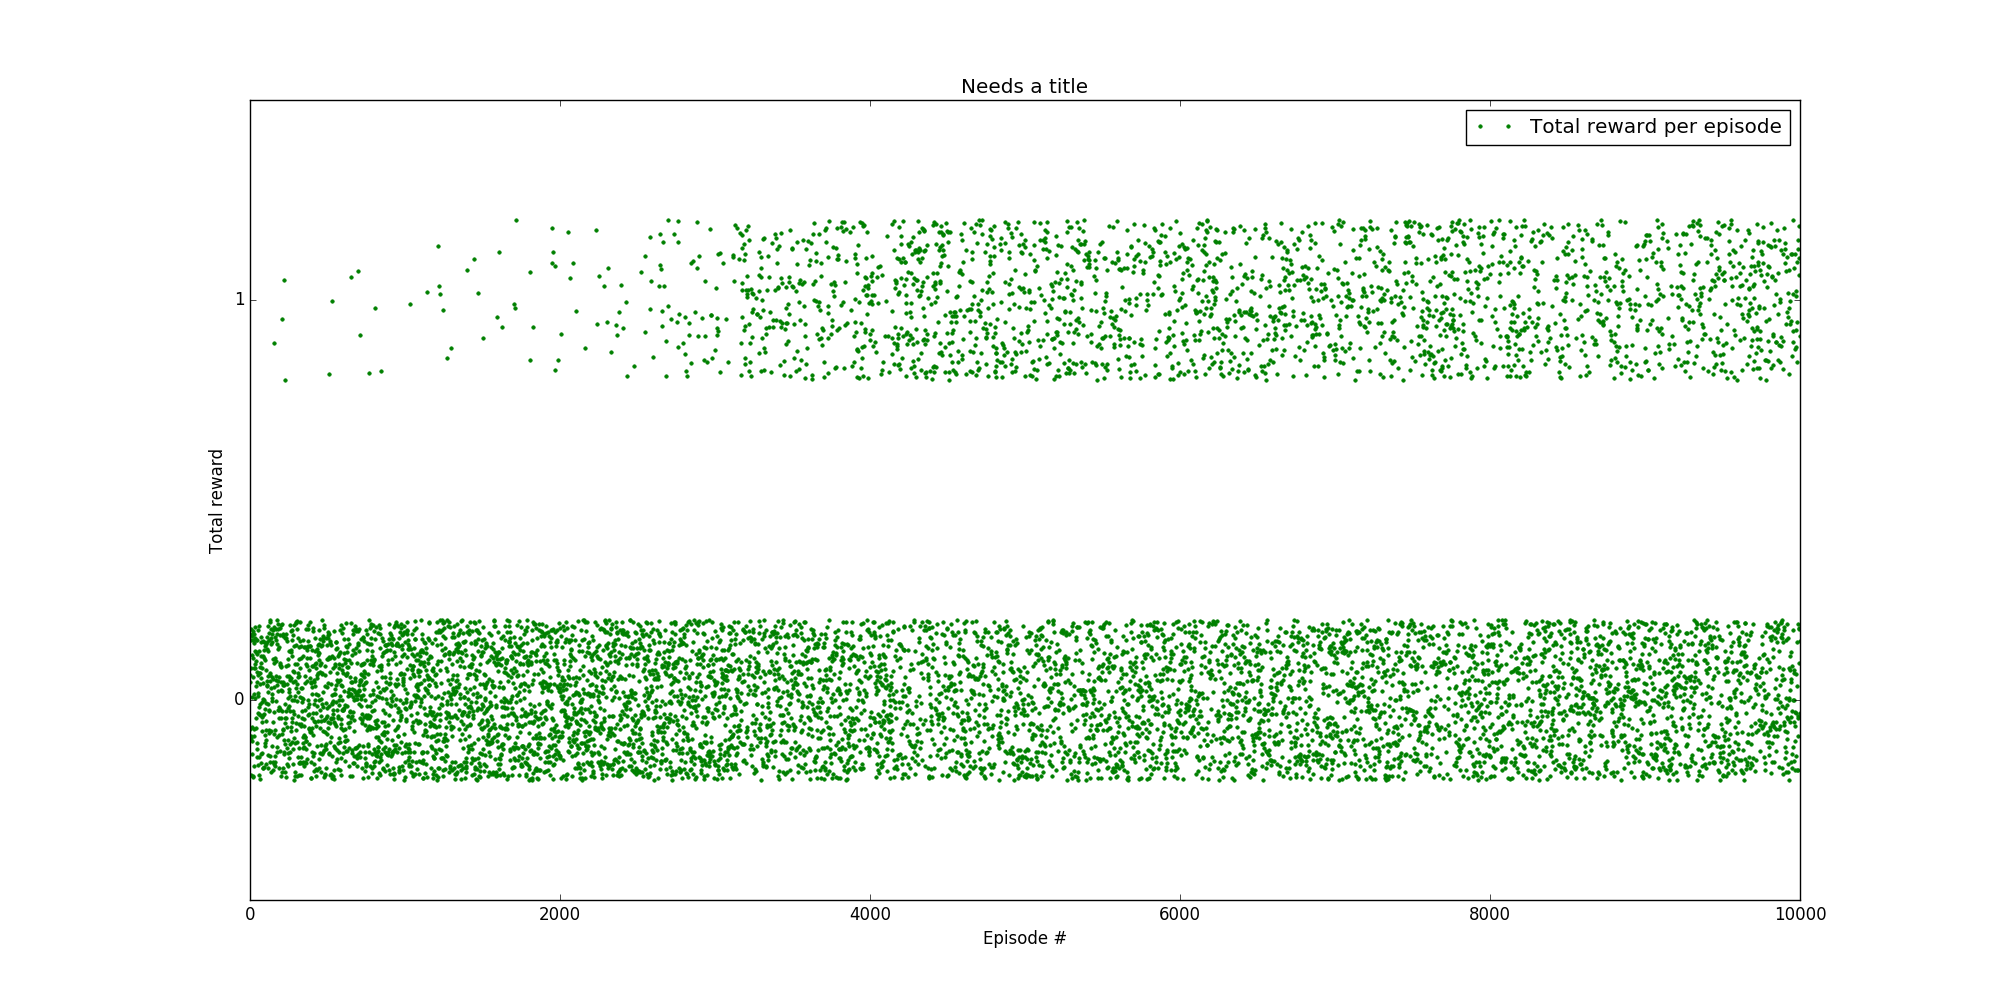 Needs a title
Total reward per episode
1
0
Total reward
0
2000
4000
6000
8000
10000
Episode #